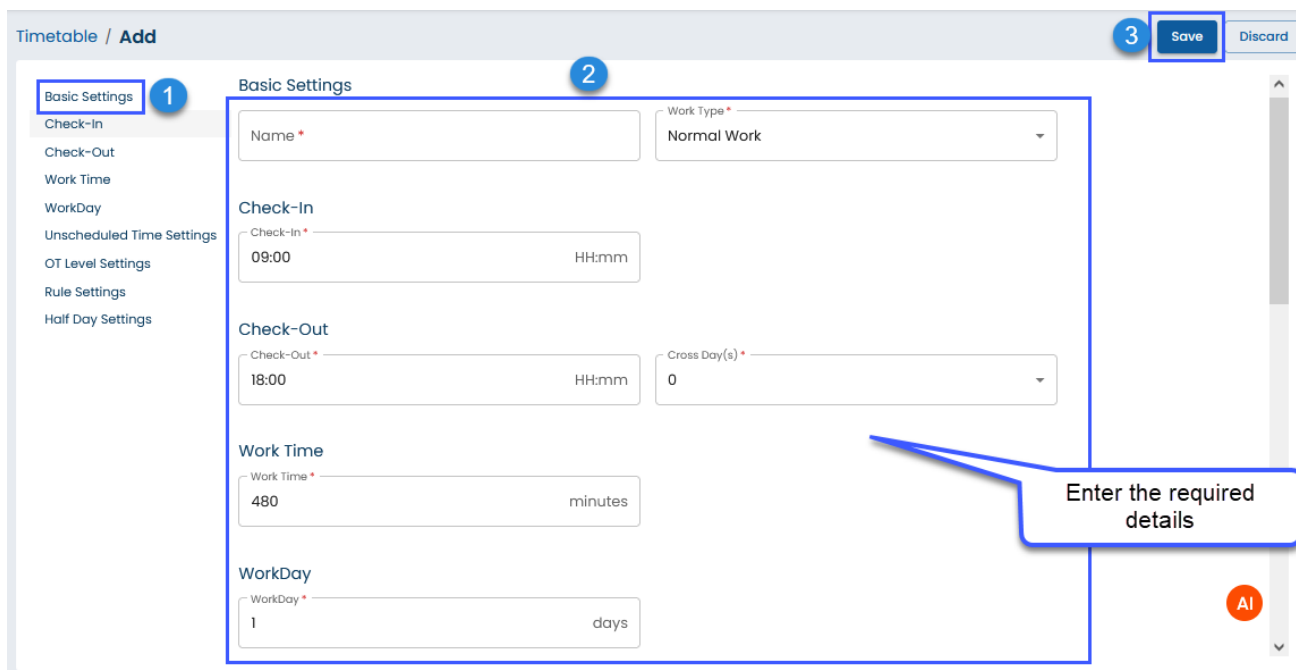 Timetable / Add
3
Save
Discard
Basic Settings
1
Check-In
Check-Out
Work Time
WorkDay
Unscheduled Time Settings
OT Level Settings
Rule Settings
Half Day Settings
Basic Settings
2
Name *
Work Type *
Normal Work
Check-In
Check-In *
09:00 HH:mm
Check-Out
Check-Out *
18:00 HH:mm
Cross Day(s) *
0
Work Time
Work Time *
480 minutes
Enter the required
details
WorkDay
WorkDay *
1 days
AI